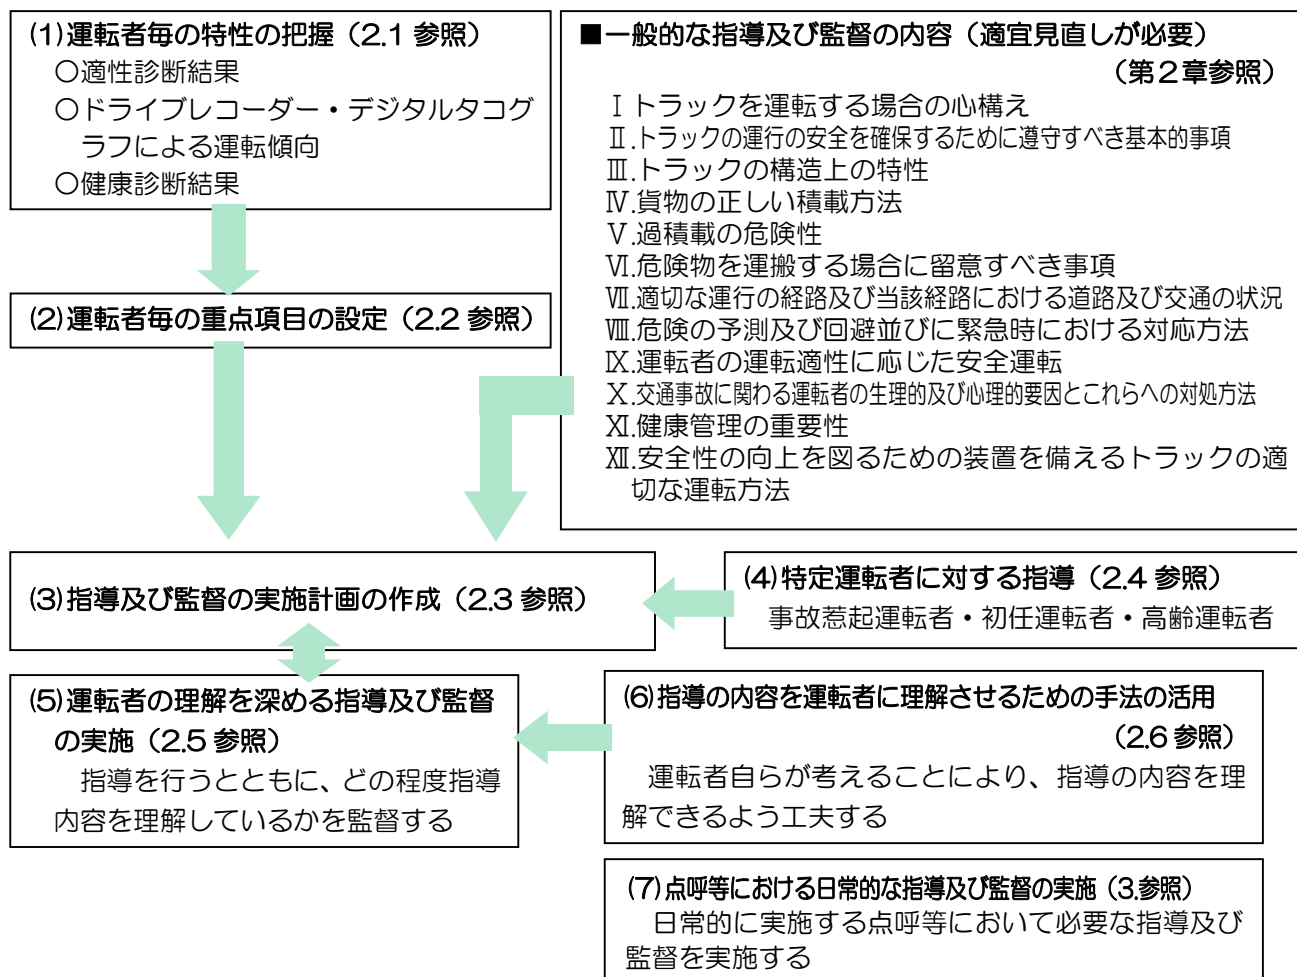 (1)運転者毎の特性の把握（2.1 参照）
〇適性診断結果
〇ドライブレコーダー・デジタルタコグ
ラフによる運転傾向
〇健康診断結果
■一般的な指導及び監督の内容（適宜見直しが必要）
（第２章参照）
Ⅰトラックを運転する場合の心構え
Ⅱ.トラックの運行の安全を確保するために遵守すべき基本的事項
Ⅲ.トラックの構造上の特性
Ⅳ.貨物の正しい積載方法
Ⅴ.過積載の危険性
Ⅵ.危険物を運搬する場合に留意すべき事項
Ⅶ.適切な運行の経路及び当該経路における道路及び交通の状況
Ⅷ.危険の予測及び回避並びに緊急時における対応方法
Ⅸ.運転者の運転適性に応じた安全運転
Ⅹ.交通事故に関わる運転者の生理的及び心理的要因とこれらへの対処方法
Ⅺ.健康管理の重要性
Ⅻ.安全性の向上を図るための装置を備えるトラックの適
切な運転方法
(2)運転者毎の重点項目の設定（2.2 参照）
(3)指導及び監督の実施計画の作成（2.3 参照）
(4)特定運転者に対する指導（2.4 参照）
事故惹起運転者・初任運転者・高齢運転者
(5)運転者の理解を深める指導及び監督
の実施（2.5 参照）
指導を行うとともに、どの程度指導
内容を理解しているかを監督する
(6)指導の内容を運転者に理解させるための手法の活用
（2.6 参照）
運転者自らが考えることにより、指導の内容を理
解できるよう工夫する
(7)点呼等における日常的な指導及び監督の実施（3.参照）
日常的に実施する点呼等において必要な指導及び
監督を実施する